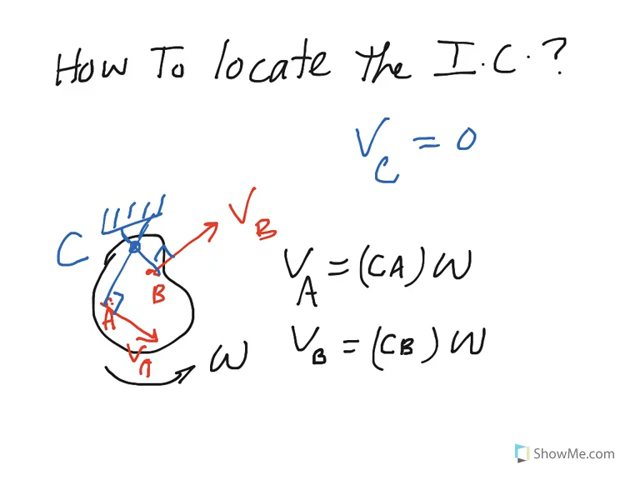 How To locate the I.C.?
V_C = 0
V_B
C
B
A
V_A
ω
V_A = (CA) ω
V_B = (CB) ω
ShowMe.com